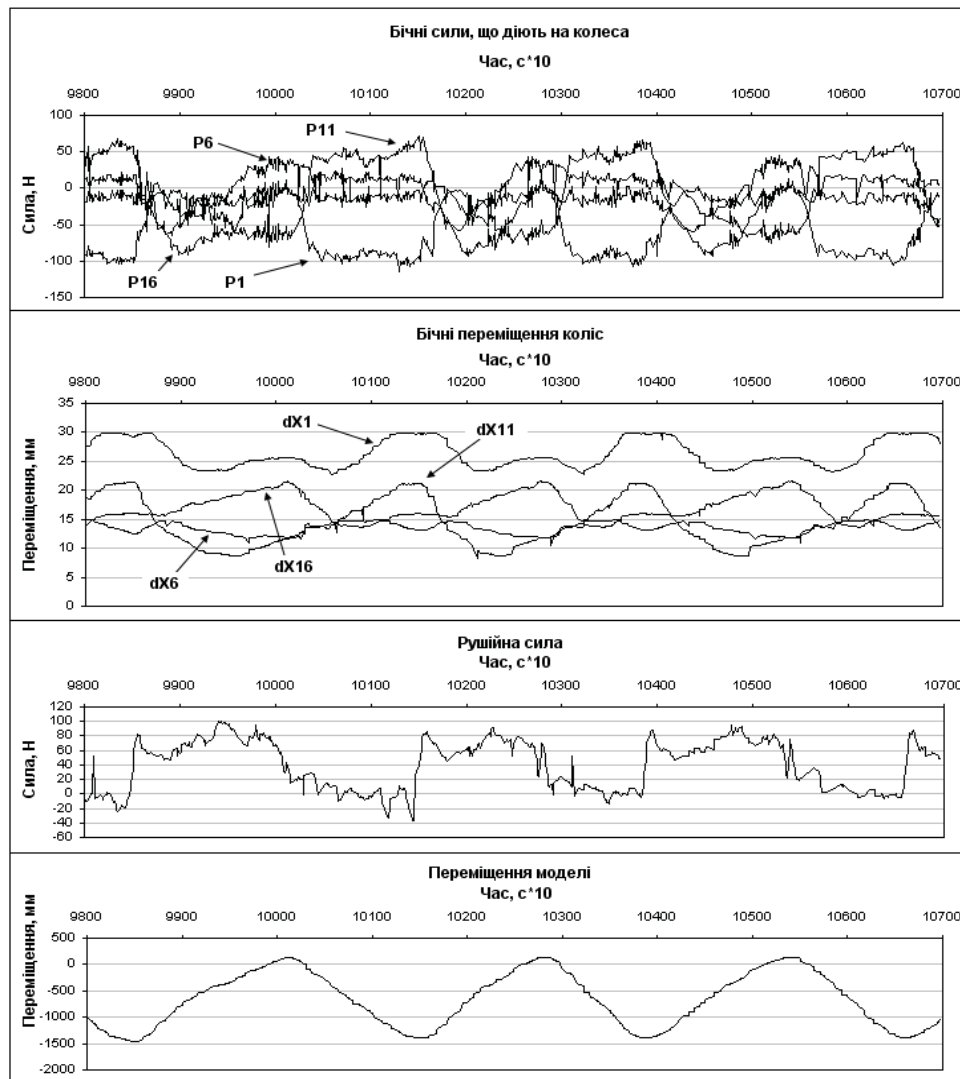 Бічні сили, що діють на колеса
Час, с*10
9800 9900 10000 10100 10200 10300 10400 10500 10600 10700
100
50
0
-50
-100
-150
Сила, Н
P6
P11
P16
P1
Бічні переміщення коліс
Час, с*10
9800 9900 10000 10100 10200 10300 10400 10500 10600 10700
35
30
25
20
15
10
5
0
Переміщення, мм
dX1
dX11
dX6
dX16
Рушійна сила
Час, с*10
9800 9900 10000 10100 10200 10300 10400 10500 10600 10700
120
100
80
60
40
20
0
-20
-40
-60
Сила, Н
Переміщення моделі
Час, с*10
9800 9900 10000 10100 10200 10300 10400 10500 10600 10700
500
0
-500
-1000
-1500
-2000
Переміщення, мм